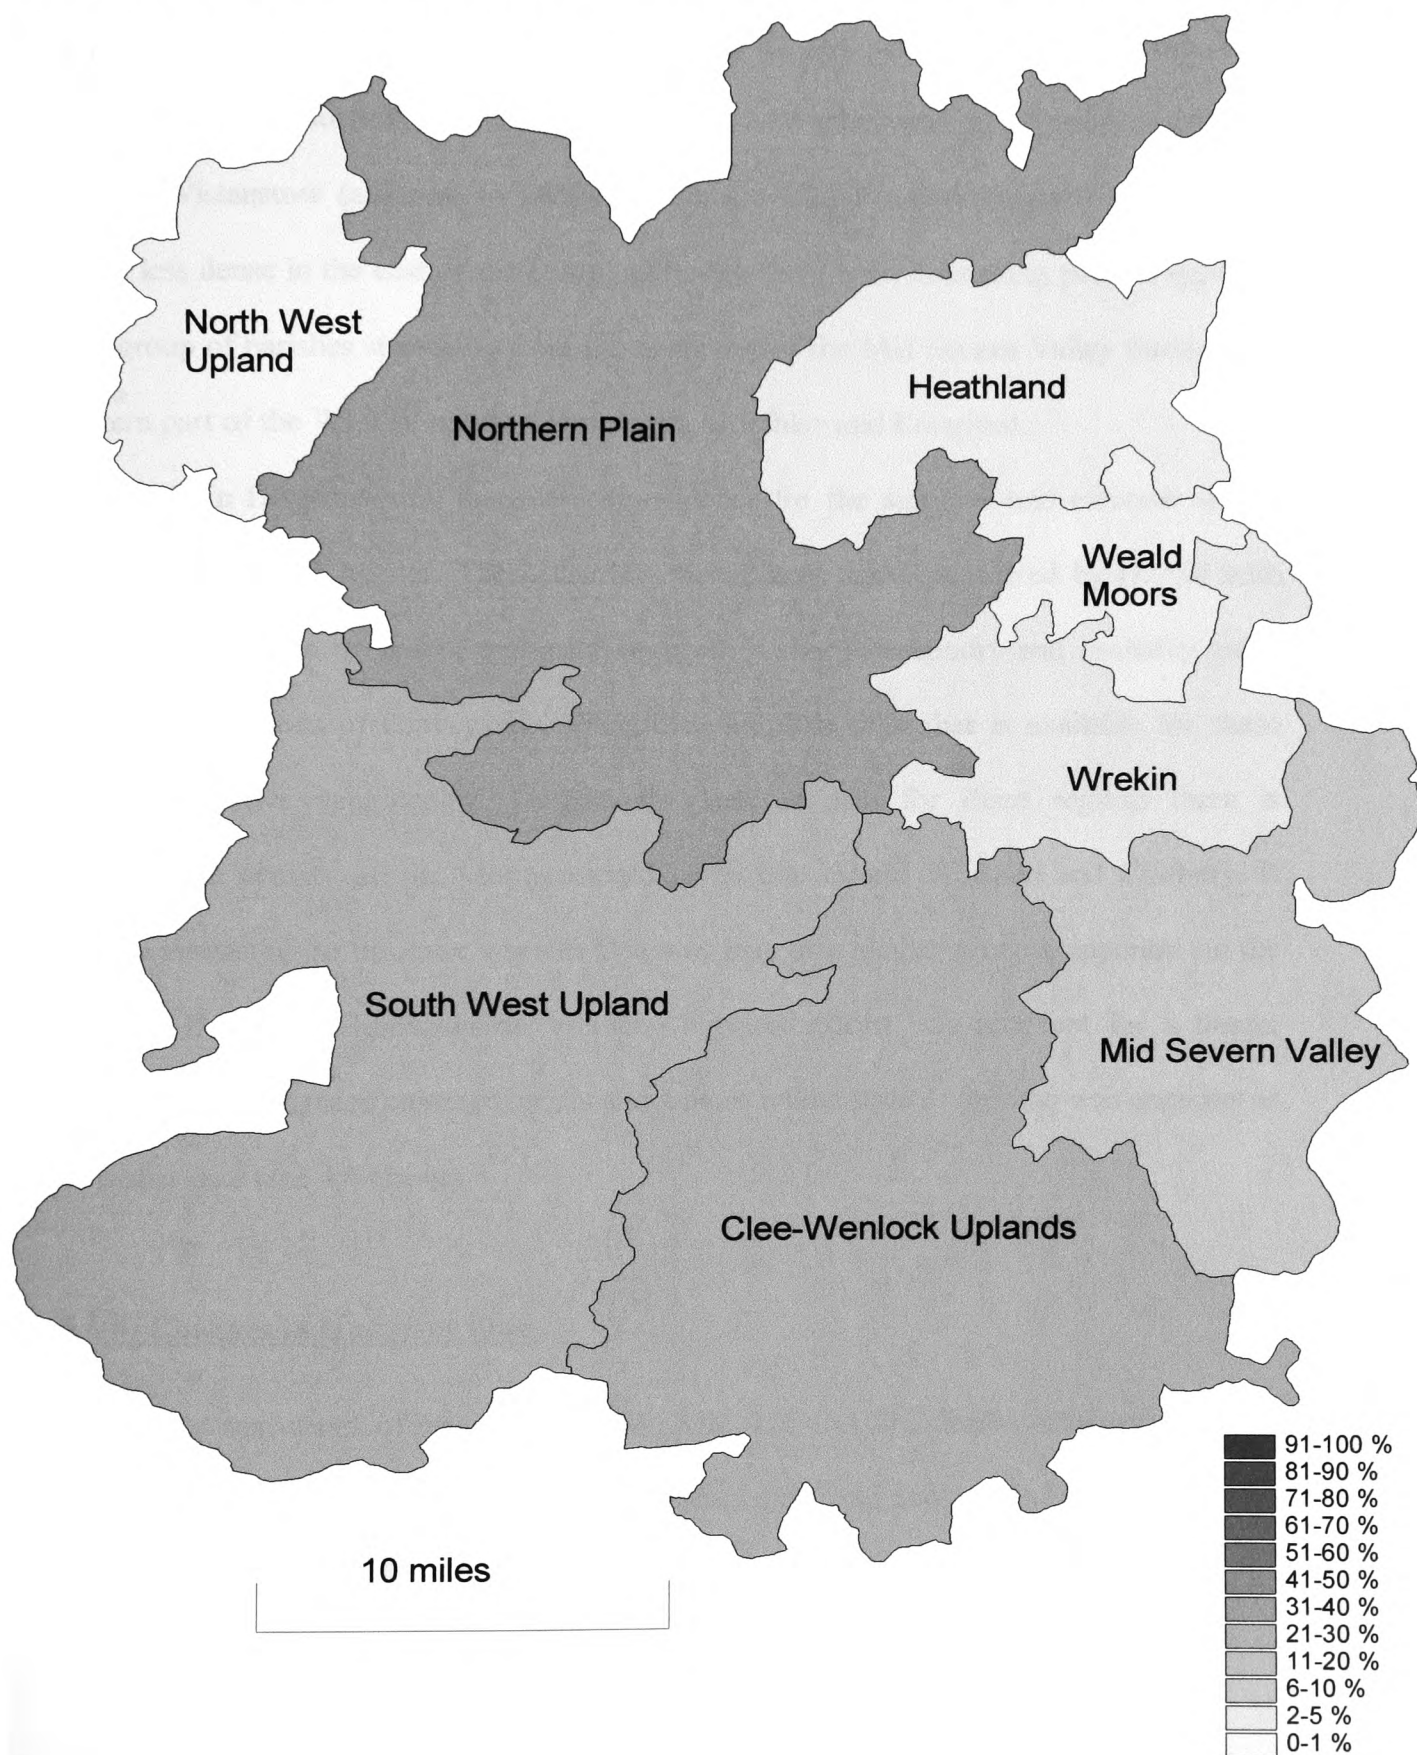 North West
Upland
Heathland
Northern Plain
Weald
Moors
Wrekin
South West Upland
Mid Severn Valley
Clee-Wenlock Uplands
91-100 %
81-90 %
71-80 %
61-70 %
51-60 %
41-50 %
31-40 %
21-30 %
11-20 %
6-10 %
2-5 %
0-1 %
10 miles